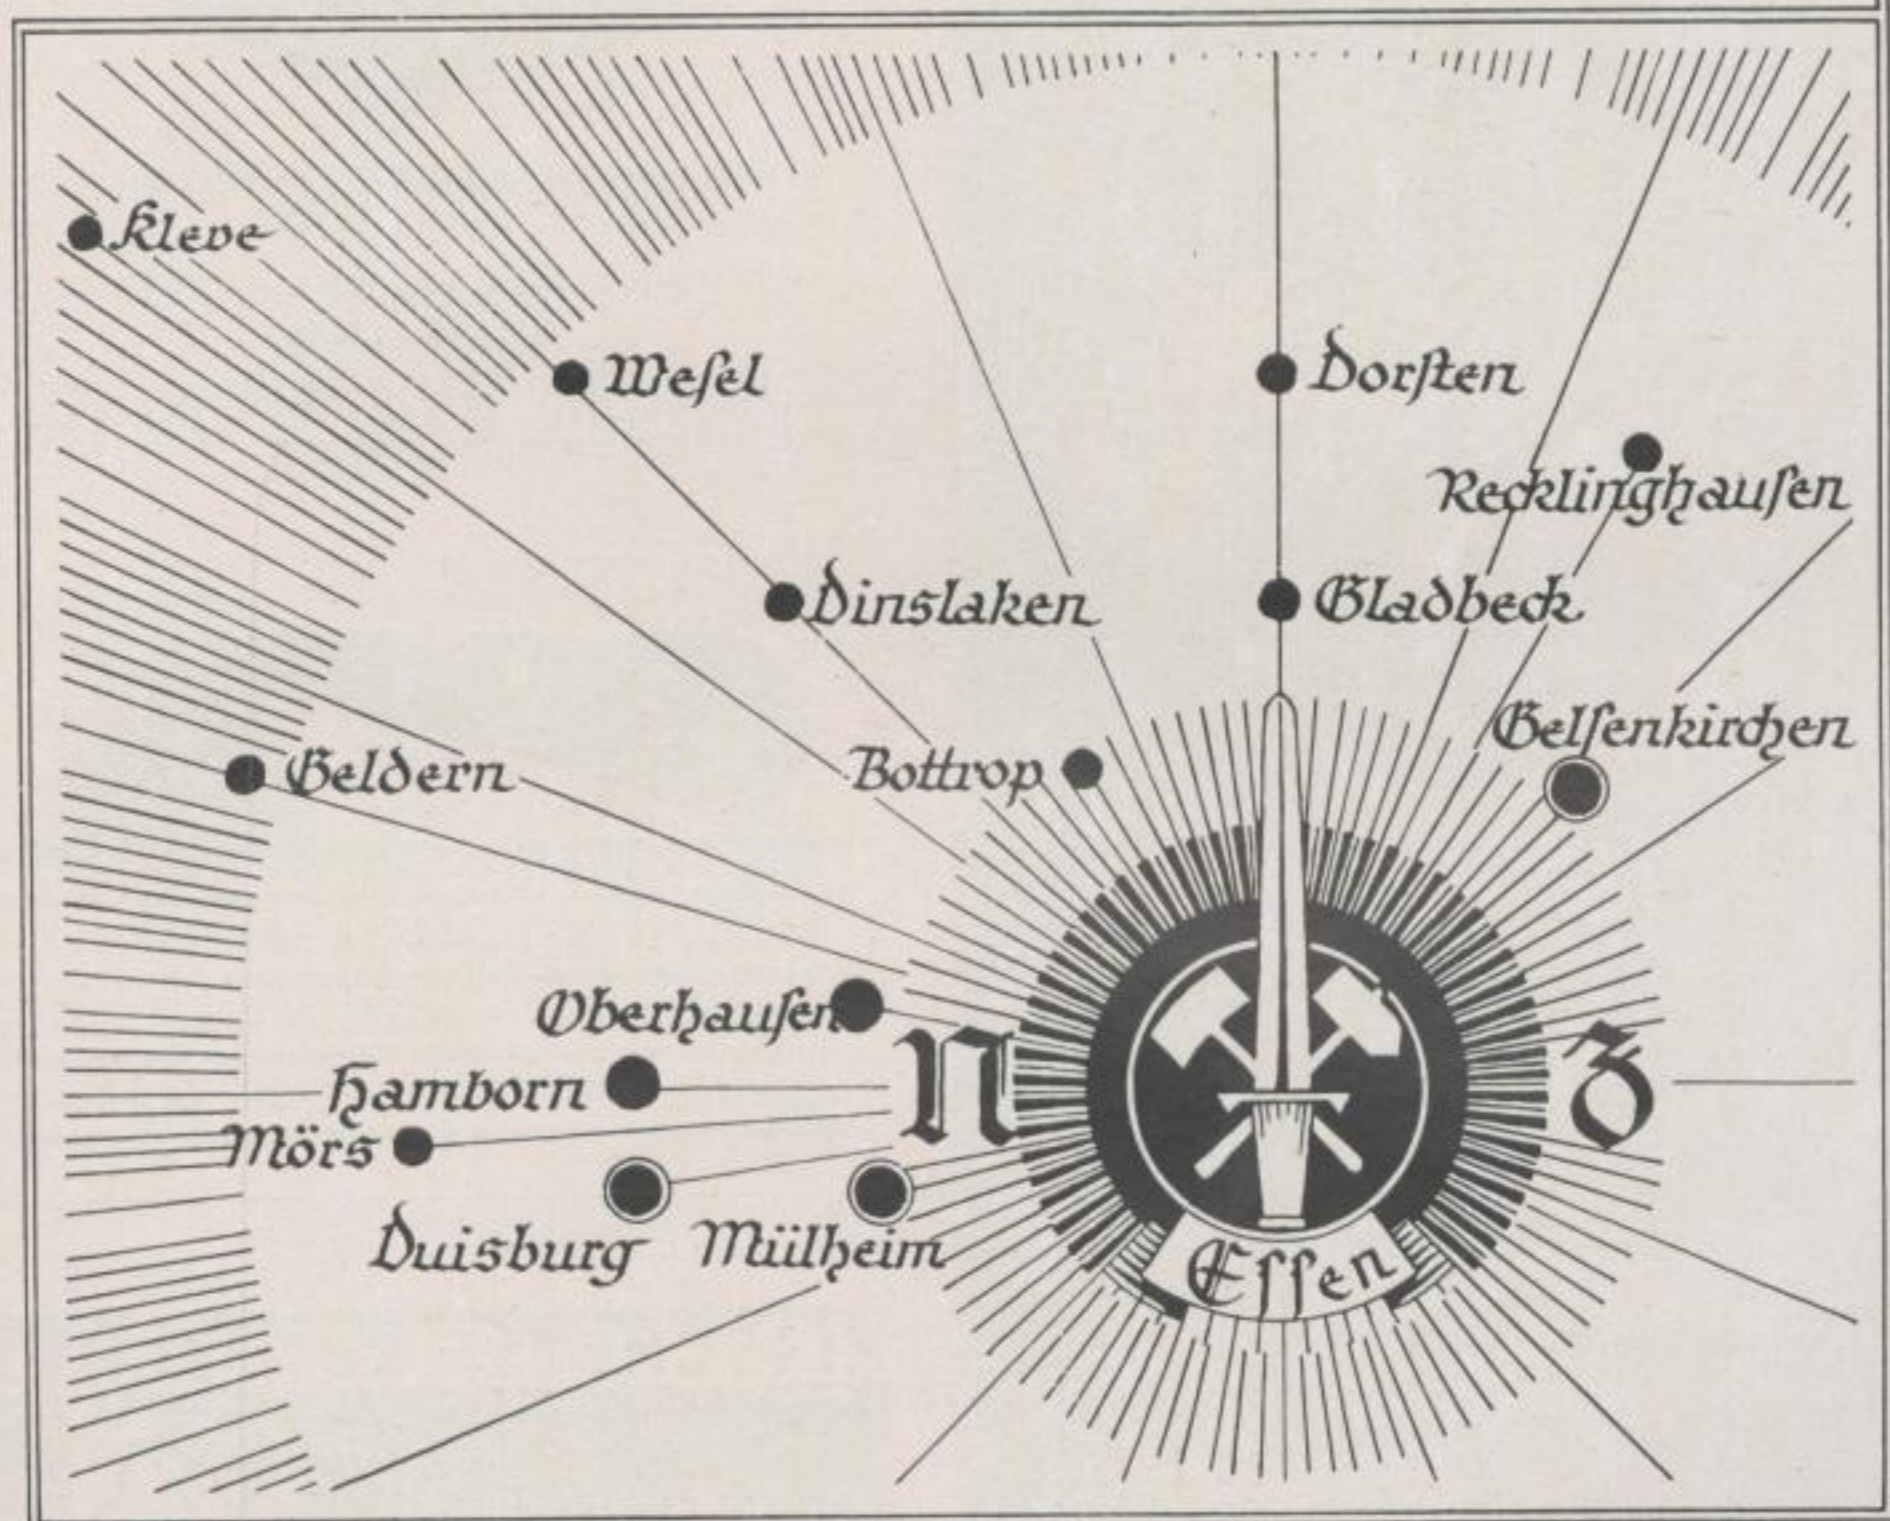 Kleve
Weſel
Dorſten
Recklinghauſen
Dinslaken
Gladbeck
Gelſenkirchen
Bottrop
Geldern
Oberhauſen
N Z
Hamborn
Mörs
Duisburg
Mülheim
Eſſen